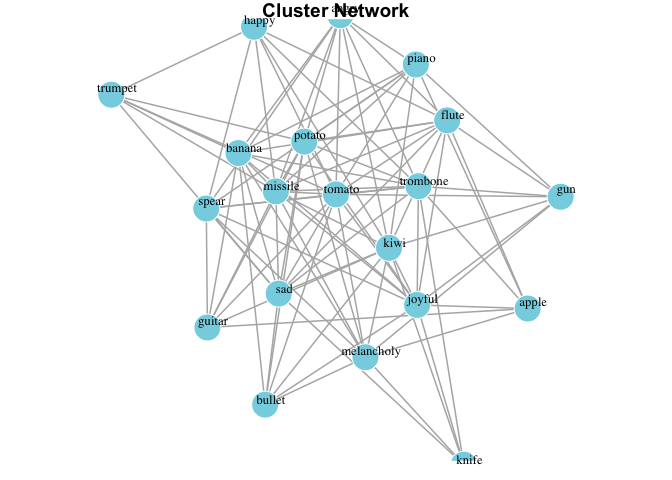 Cluster Network
happy
piano
trumpet
flute
potato
banana
missile
tomato
trombone
gun
spear
kiwi
sad
joyful
apple
guitar
melancholy
bullet
knife